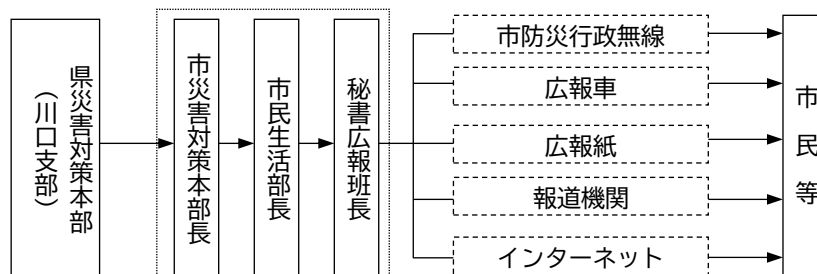 県災害対策本部
（川口支部）
市災害対策本部長
市民生活部長
秘書広報班長
市防災行政無線
広報車
広報紙
報道機関
インターネット
市民等